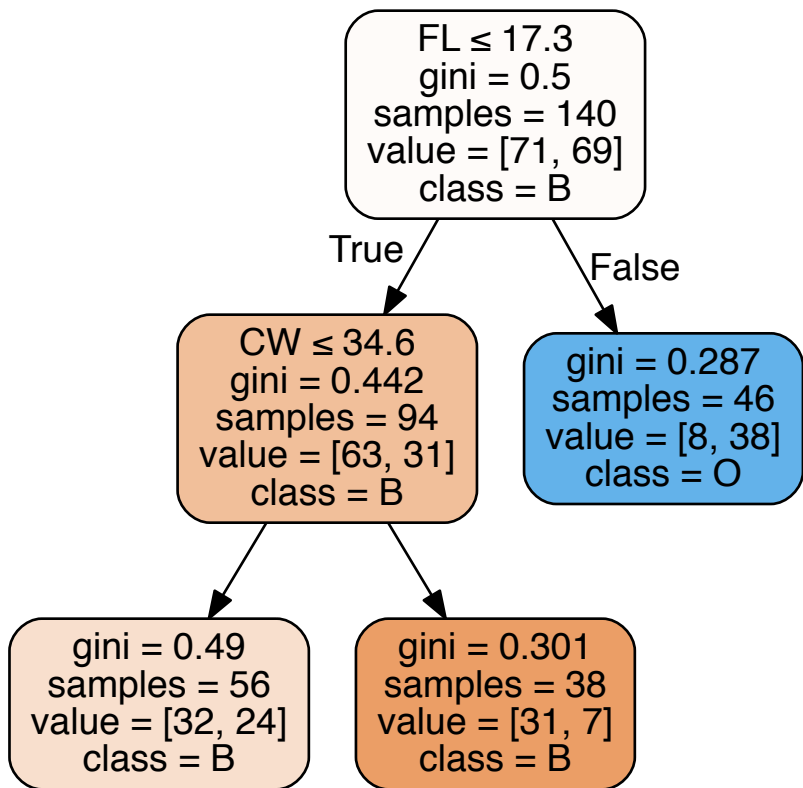 FL ≤ 17.3
gini = 0.5
samples = 140
value = [71, 69]
class = B
True
False
CW ≤ 34.6
gini = 0.442
samples = 94
value = [63, 31]
class = B
gini = 0.287
samples = 46
value = [8, 38]
class = O
gini = 0.49
samples = 56
value = [32, 24]
class = B
gini = 0.301
samples = 38
value = [31, 7]
class = B